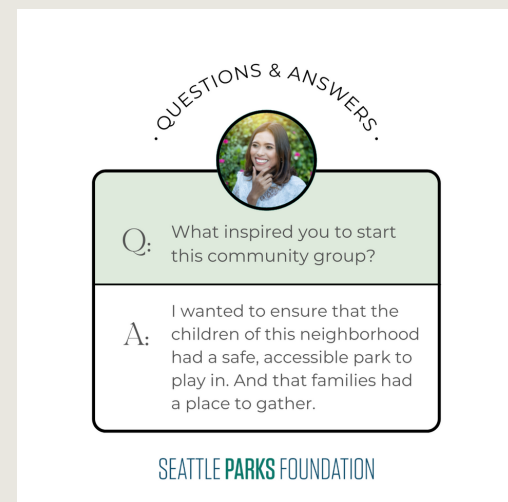 · QUESTIONS & ANSWERS ·
Q:
What inspired you to start
this community group?
A:
I wanted to ensure that the
children of this neighborhood
had a safe, accessible park to
play in. And that families had
a place to gather.
SEATTLE PARKS FOUNDATION